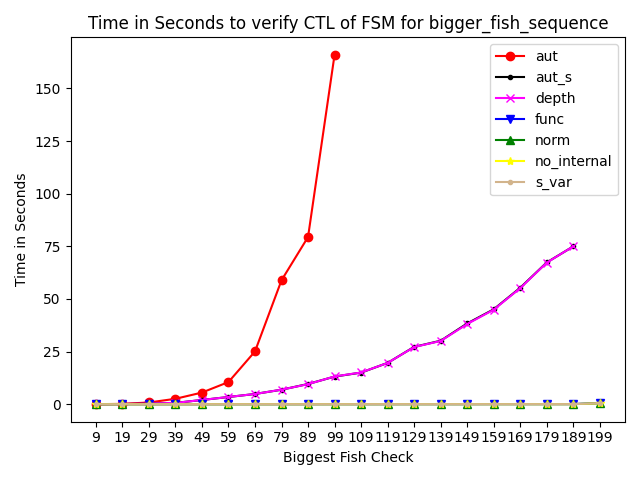 Time in Seconds to verify CTL of FSM for bigger_fish_sequence
aut
aut_s
depth
func
norm
no_internal
s_var
Time in Seconds
150
125
100
75
50
25
0
9 19 29 39 49 59 69 79 89 99 109 119 129 139 149 159 169 179 189 199
Biggest Fish Check